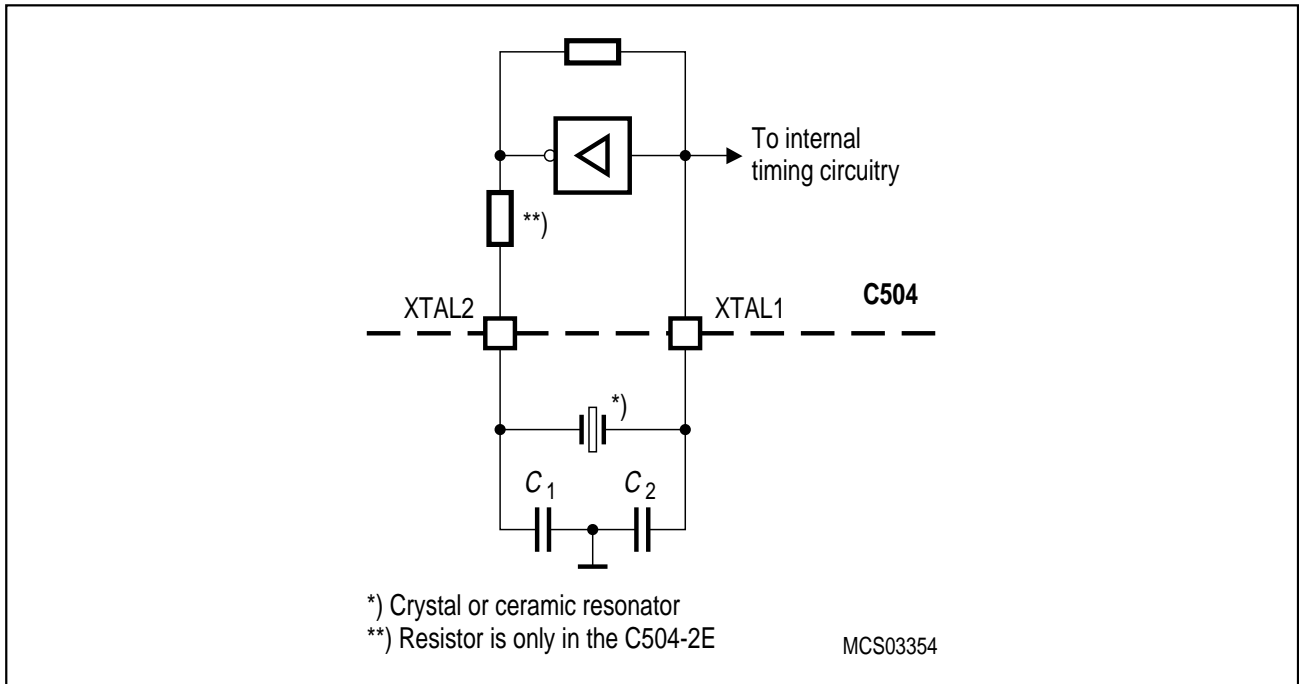 To internal
timing circuitry
**)
XTAL2
XTAL1
C504
*)
C1
C2
*) Crystal or ceramic resonator
**) Resistor is only in the C504-2E
MCS03354